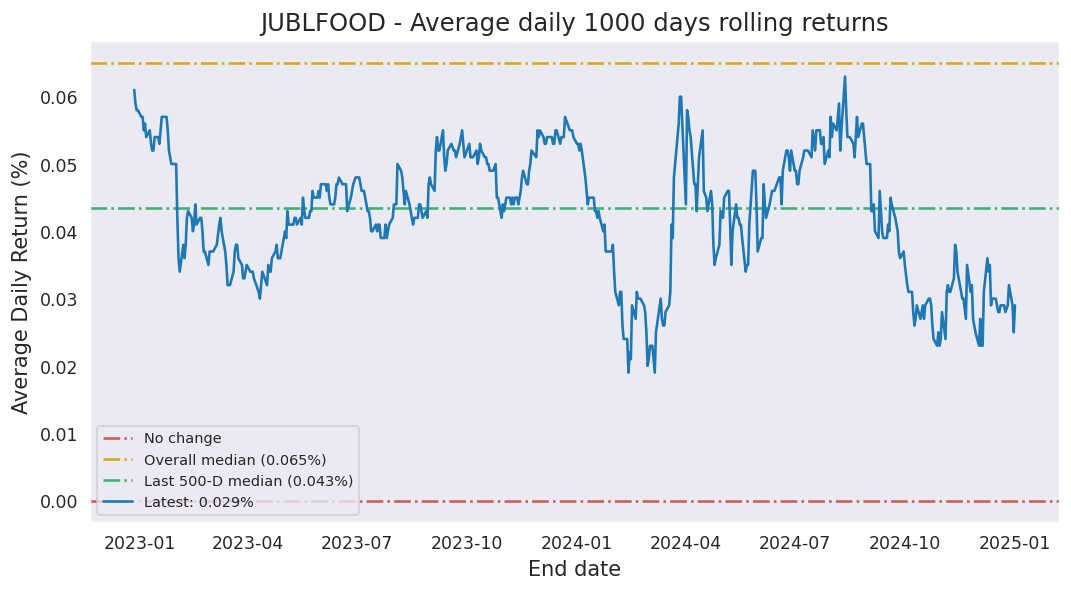 JUBLFOOD - Average daily 1000 days rolling returns
Average Daily Return (%)
0.06
0.05
0.04
0.03
0.02
0.01
0.00
No change
Overall median (0.065%)
Last 500-D median (0.043%)
Latest: 0.029%
2023-01 2023-04 2023-07 2023-10 2024-01 2024-04 2024-07 2024-10 2025-01
End date